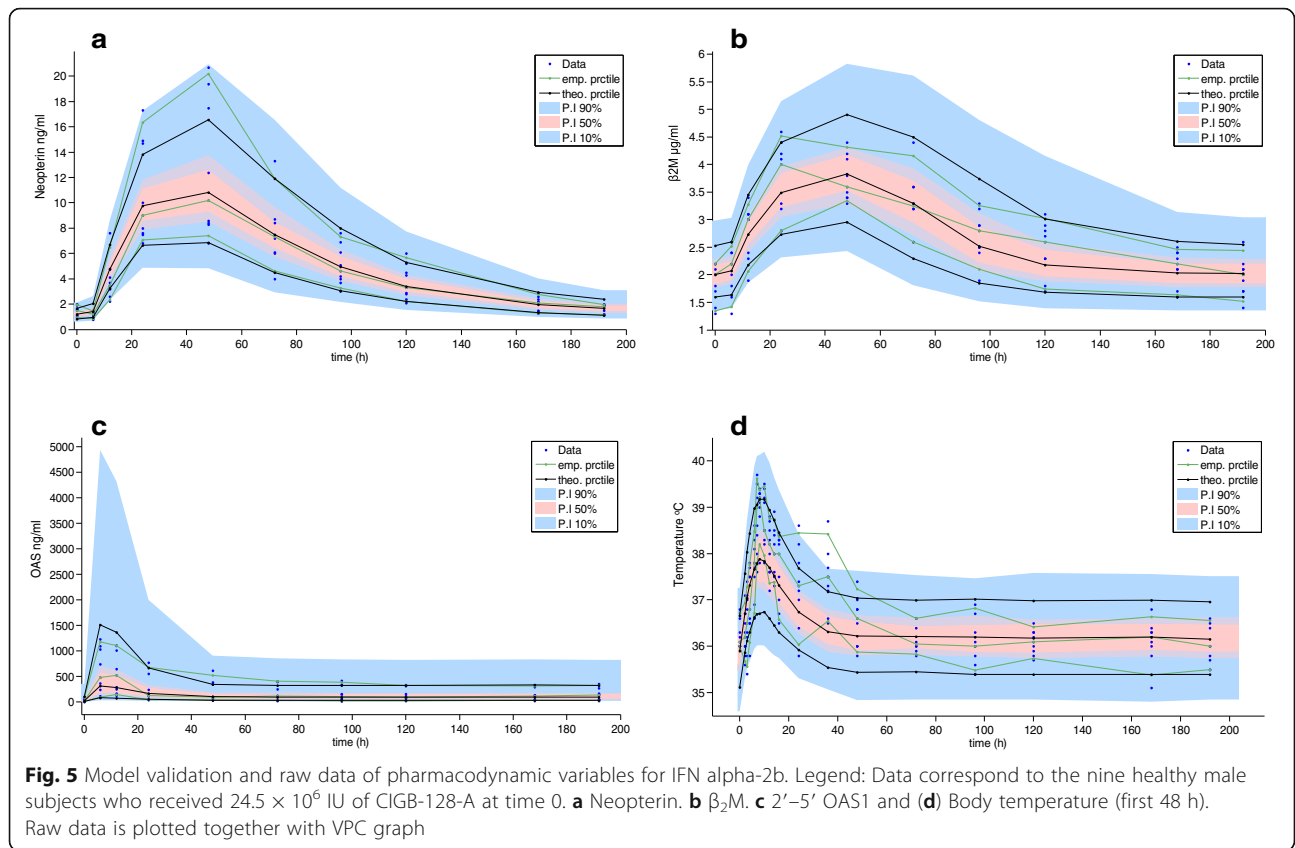 a
Neopterin ng/ml
20
18
16
14
12
10
8
6
4
2
0
0 20 40 60 80 100 120 140 160 180 200
time (h)
Data
emp. prctile
theo. prctile
P.I 90%
P.I 50%
P.I 10%
b
β2M µg/ml
6
5.5
5
4.5
4
3.5
3
2.5
2
1.5
1
0 20 40 60 80 100 120 140 160 180 200
time (h)
Data
emp. prctile
theo. prctile
P.I 90%
P.I 50%
P.I 10%
c
OAS ng/ml
5000
4500
4000
3500
3000
2500
2000
1500
1000
500
0
0 20 40 60 80 100 120 140 160 180 200
time (h)
Data
emp. prctile
theo. prctile
P.I 90%
P.I 50%
P.I 10%
d
Temperature ºC
40
39
38
37
36
35
0 20 40 60 80 100 120 140 160 180 200
time (h)
Data
emp. prctile
theo. prctile
P.I 90%
P.I 50%
P.I 10%
Fig. 5 Model validation and raw data of pharmacodynamic variables for IFN alpha-2b. Legend: Data correspond to the nine healthy male
subjects who received 24.5 × 10⁶ IU of CIGB-128-A at time 0. a Neopterin. b β₂M. c 2′–5′ OAS1 and (d) Body temperature (first 48 h).
Raw data is plotted together with VPC graph